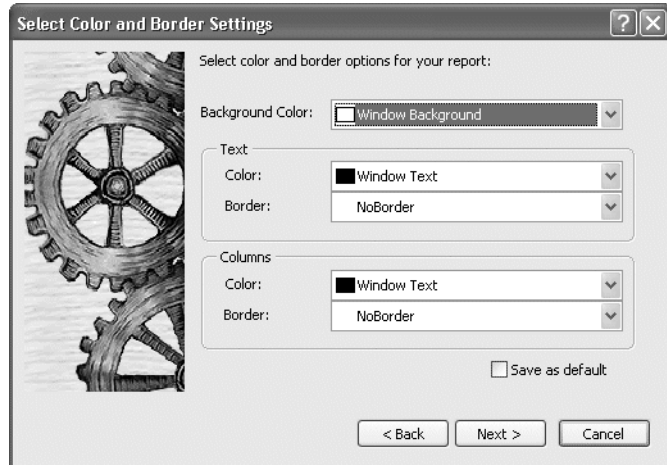 Select Color and Border Settings
Select color and border options for your report:
Background Color: Window Background
Text
Color: Window Text
Border: NoBorder
Columns
Color: Window Text
Border: NoBorder
Save as default
< Back Next > Cancel